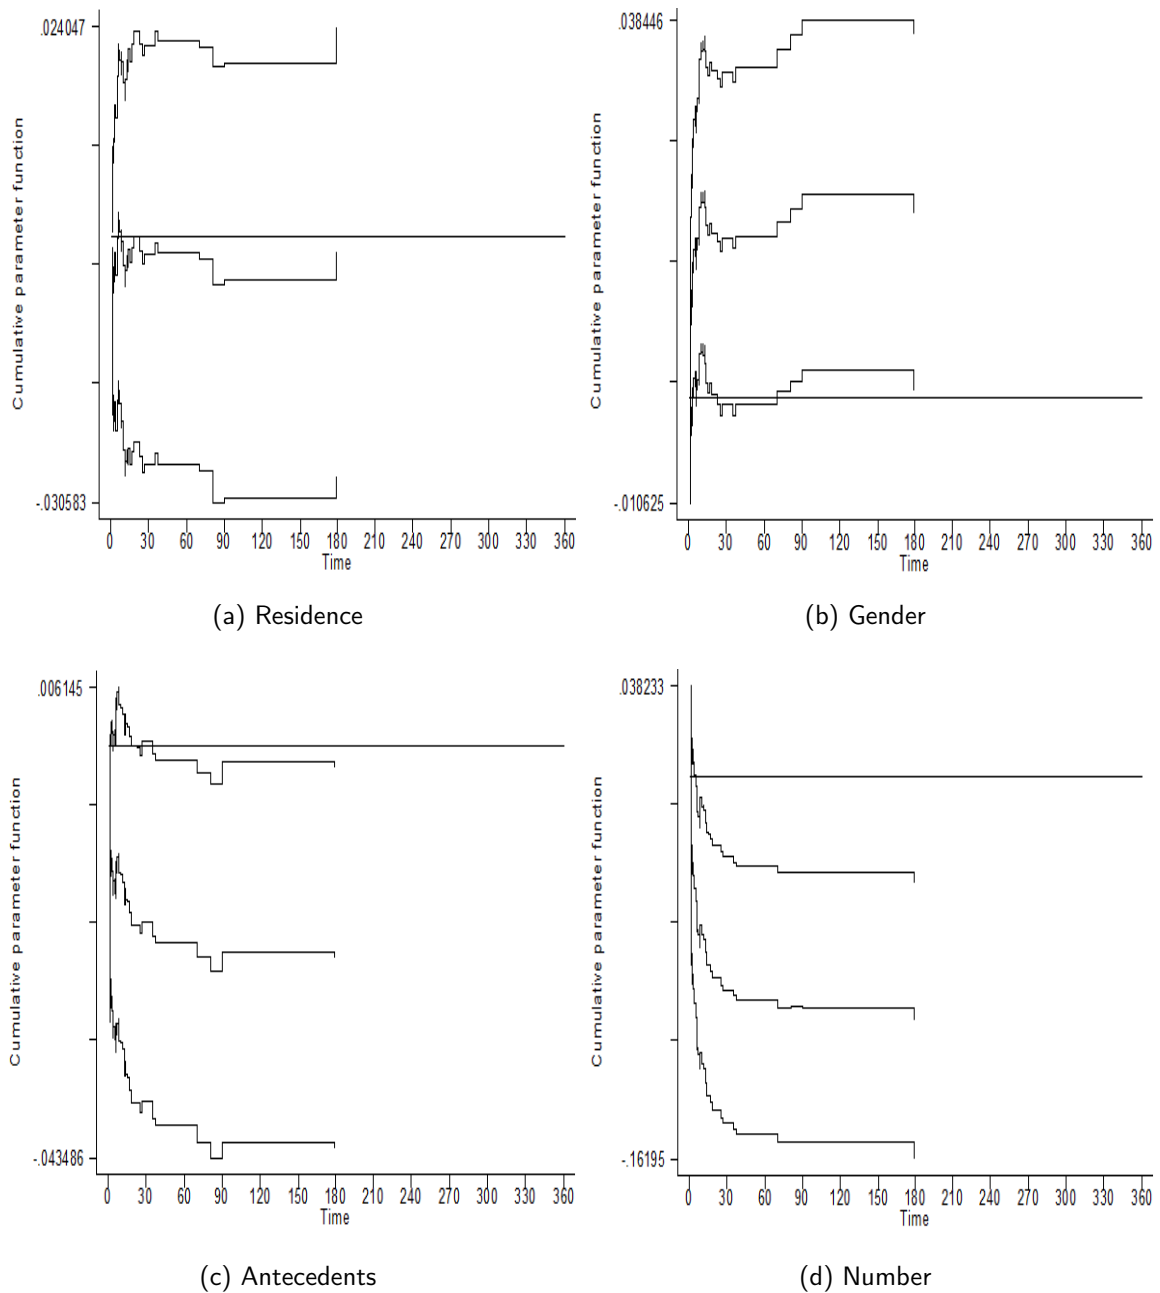 .024047
Cumulative parameter function
-.030583
0 30 60 90 120 150 180 210 240 270 300 330 360
Time
(a) Residence
.038446
Cumulative parameter function
-.010625
0 30 60 90 120 150 180 210 240 270 300 330 360
Time
(b) Gender
.006145
Cumulative parameter function
-.043486
0 30 60 90 120 150 180 210 240 270 300 330 360
Time
(c) Antecedents
.038233
Cumulative parameter function
-.16195
0 30 60 90 120 150 180 210 240 270 300 330 360
Time
(d) Number